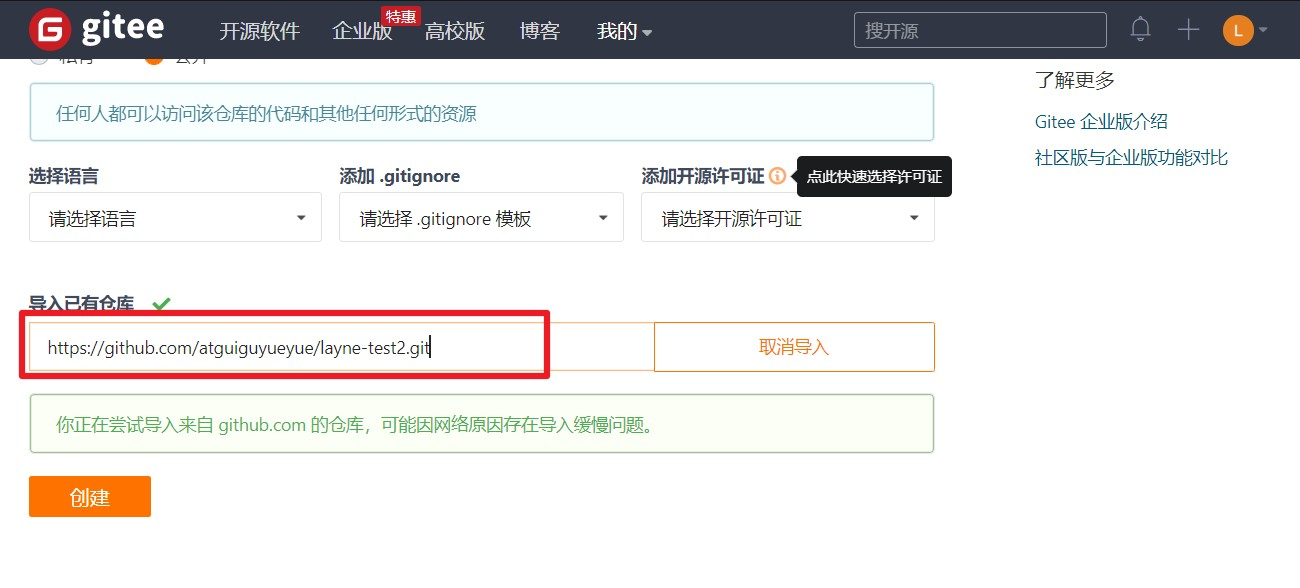 gitee
开源软件 企业版 特惠 高校版 博客 我的 搜开源 L
私有 公开
了解更多
任何人都可以访问该仓库的代码和其他任何形式的资源
Gitee 企业版介绍
社区版与企业版功能对比
选择语言 添加 .gitignore 添加开源许可证 点此快速选择许可证
请选择语言 请选择 .gitignore 模板 请选择开源许可证
导入已有仓库
https://github.com/atguiguyueyue/layne-test2.git 取消导入
你正在尝试导入来自 github.com 的仓库，可能因网络原因存在导入缓慢问题。
创建